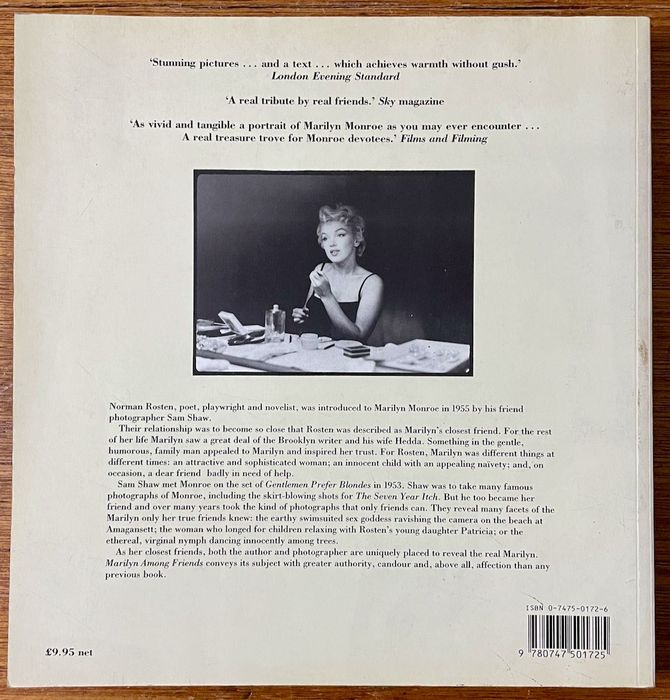 ‘Stunning pictures . . . and a text . . . which achieves warmth without gush.’
London Evening Standard
‘A real tribute by real friends.’ Sky magazine
‘As vivid and tangible a portrait of Marilyn Monroe as you may ever encounter . . .
A real treasure trove for Monroe devotees.’ Films and Filming
Norman Rosten, poet, playwright and novelist, was introduced to Marilyn Monroe in 1955 by his friend
photographer Sam Shaw.
Their relationship was to become so close that Rosten was described as Marilyn's closest friend. For the rest
of her life Marilyn saw a great deal of the Brooklyn writer and his wife Hedda. Something in the gentle,
humorous, family man appealed to Marilyn and inspired her trust. For Rosten, Marilyn was different things at
different times: an attractive and sophisticated woman; an innocent child with an appealing naivety; and, on
occasion, a dear friend badly in need of help.
Sam Shaw met Monroe on the set of Gentlemen Prefer Blondes in 1953. Shaw was to take many famous
photographs of Monroe, including the skirt-blowing shots for The Seven Year Itch. But he too became her
friend and over many years took the kind of photographs that only friends can. They reveal many facets of the
Marilyn only her true friends knew: the earthy swimsuited sex goddess ravishing the camera on the beach at
Amagansett; the woman who longed for children relaxing with Rosten's young daughter Patricia; or the
ethereal, virginal nymph dancing innocently among trees.
As her closest friends, both the author and photographer are uniquely placed to reveal the real Marilyn.
Marilyn Among Friends conveys its subject with greater authority, candour and, above all, affection than any
previous book.
ISBN 0-7475-0172-6
9 780747 501725
£9.95 net